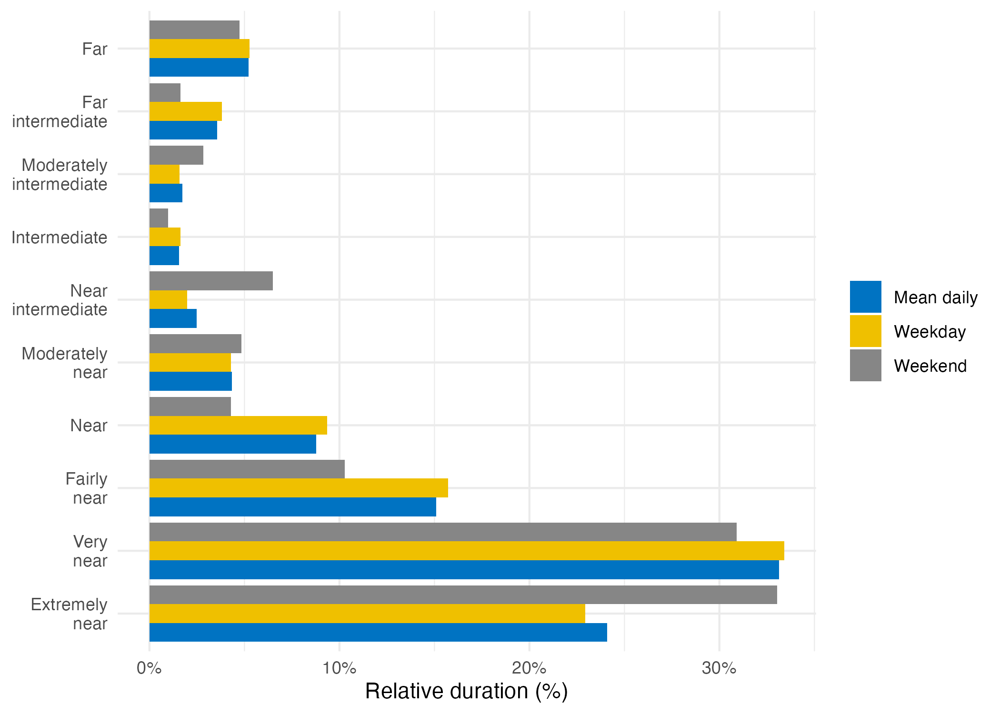 Far
Far
intermediate
Moderately
intermediate
Intermediate
Near
intermediate
Moderately
near
Near
Fairly
near
Very
near
Extremely
near
0%
10%
20%
30%
Relative duration (%)
Mean daily
Weekday
Weekend